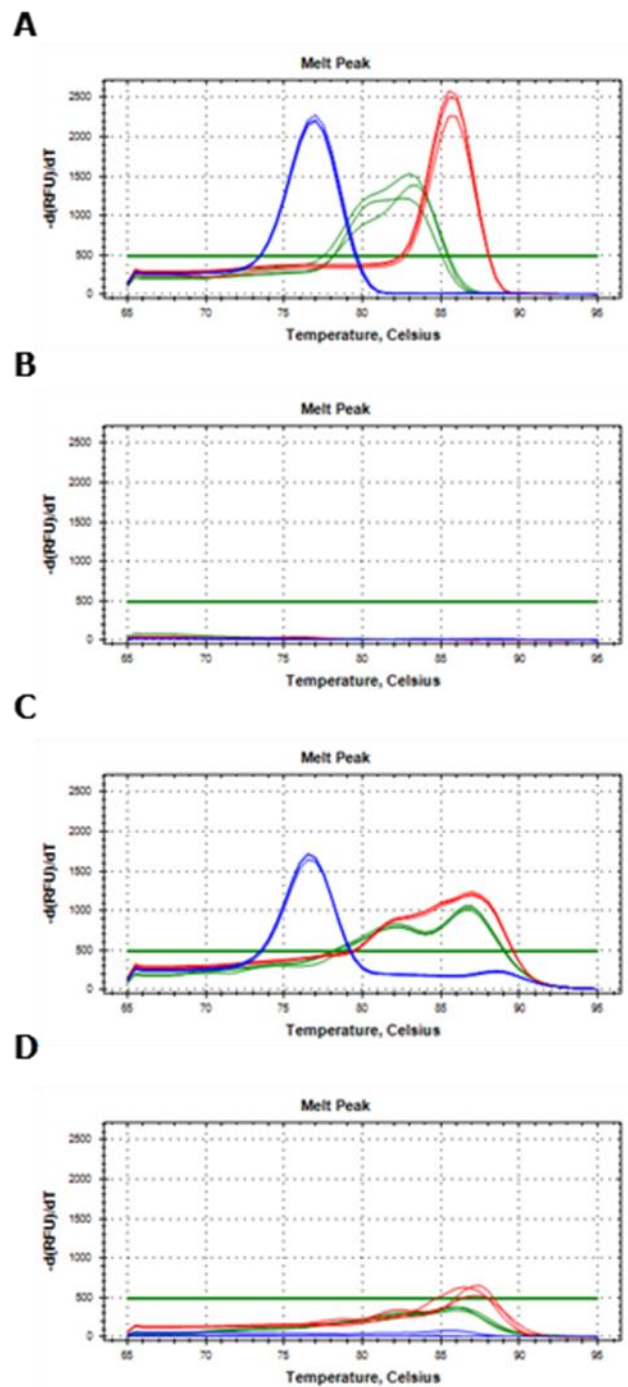 A
Melt Peak
-d(RFU)/dT
2500
2000
1500
1000
500
0
65 70 75 80 85 90 95
Temperature, Celsius
B
Melt Peak
-d(RFU)/dT
2500
2000
1500
1000
500
0
65 70 75 80 85 90 95
Temperature, Celsius
C
Melt Peak
-d(RFU)/dT
2500
2000
1500
1000
500
0
65 70 75 80 85 90 95
Temperature, Celsius
D
Melt Peak
-d(RFU)/dT
2500
2000
1500
1000
500
0
65 70 75 80 85 90 95
Temperature, Celsius